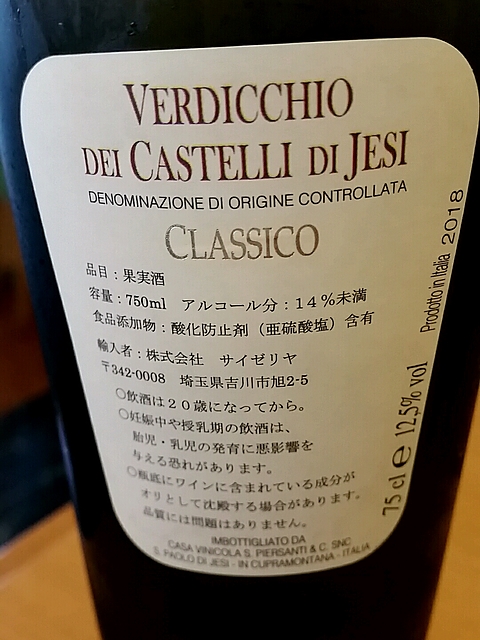 VERDICCHIO
DEI CASTELLI DI JESI
DENOMINAZIONE DI ORIGINE CONTROLLATA
CLASSICO
品目：果実酒
容量：750ml　アルコール分：１４％未満
食品添加物：酸化防止剤（亜硫酸塩）含有
輸入者：株式会社　サイゼリヤ
〒342-0008　埼玉県吉川市旭2-5
○飲酒は２０歳になってから。
○妊娠中や授乳期の飲酒は、
胎児・乳児の発育に悪影響を
与える恐れがあります。
○瓶底にワインに含まれている成分が
オリとして沈殿する場合があります。
品質には問題はありません。
IMBOTTIGLIATO DA
CASA VINICOLA S. PIERSANTI & C. SNC
S. PAOLO DI JESI - IN CUPRAMONTANA - ITALIA
75 cl e 12,5% vol
Prodotto in Italia 2018